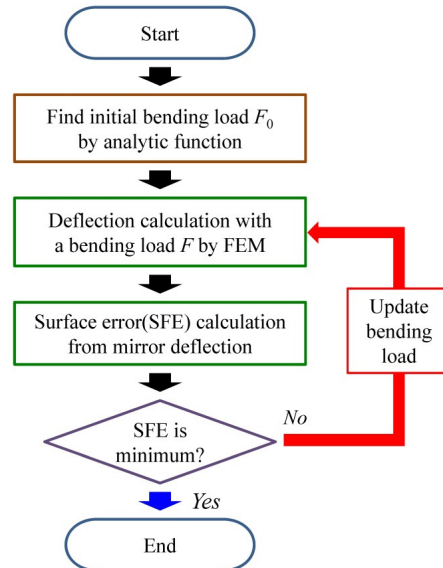 Start
Find initial bending load F₀
by analytic function
Deflection calculation with
a bending load F by FEM
Surface error(SFE) calculation
from mirror deflection
Update
bending
load
SFE is
minimum?
No
Yes
End